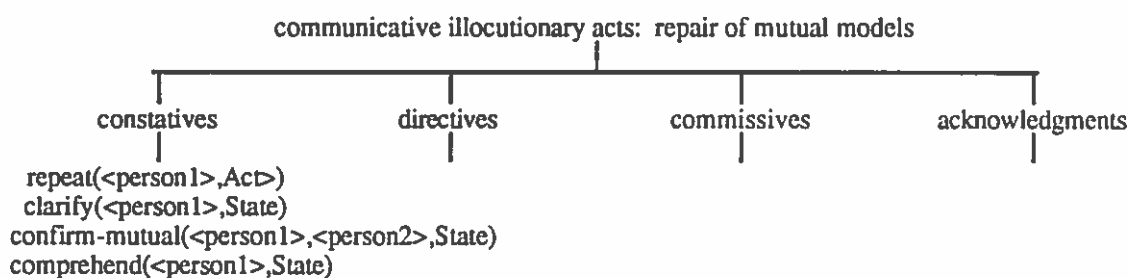 communicative illocutionary acts: repair of mutual models
constatives directives commissives acknowledgments
repeat(<person1>,Act>)
clarify(<person1>,State)
confirm-mutual(<person1>,<person2>,State)
comprehend(<person1>,State)